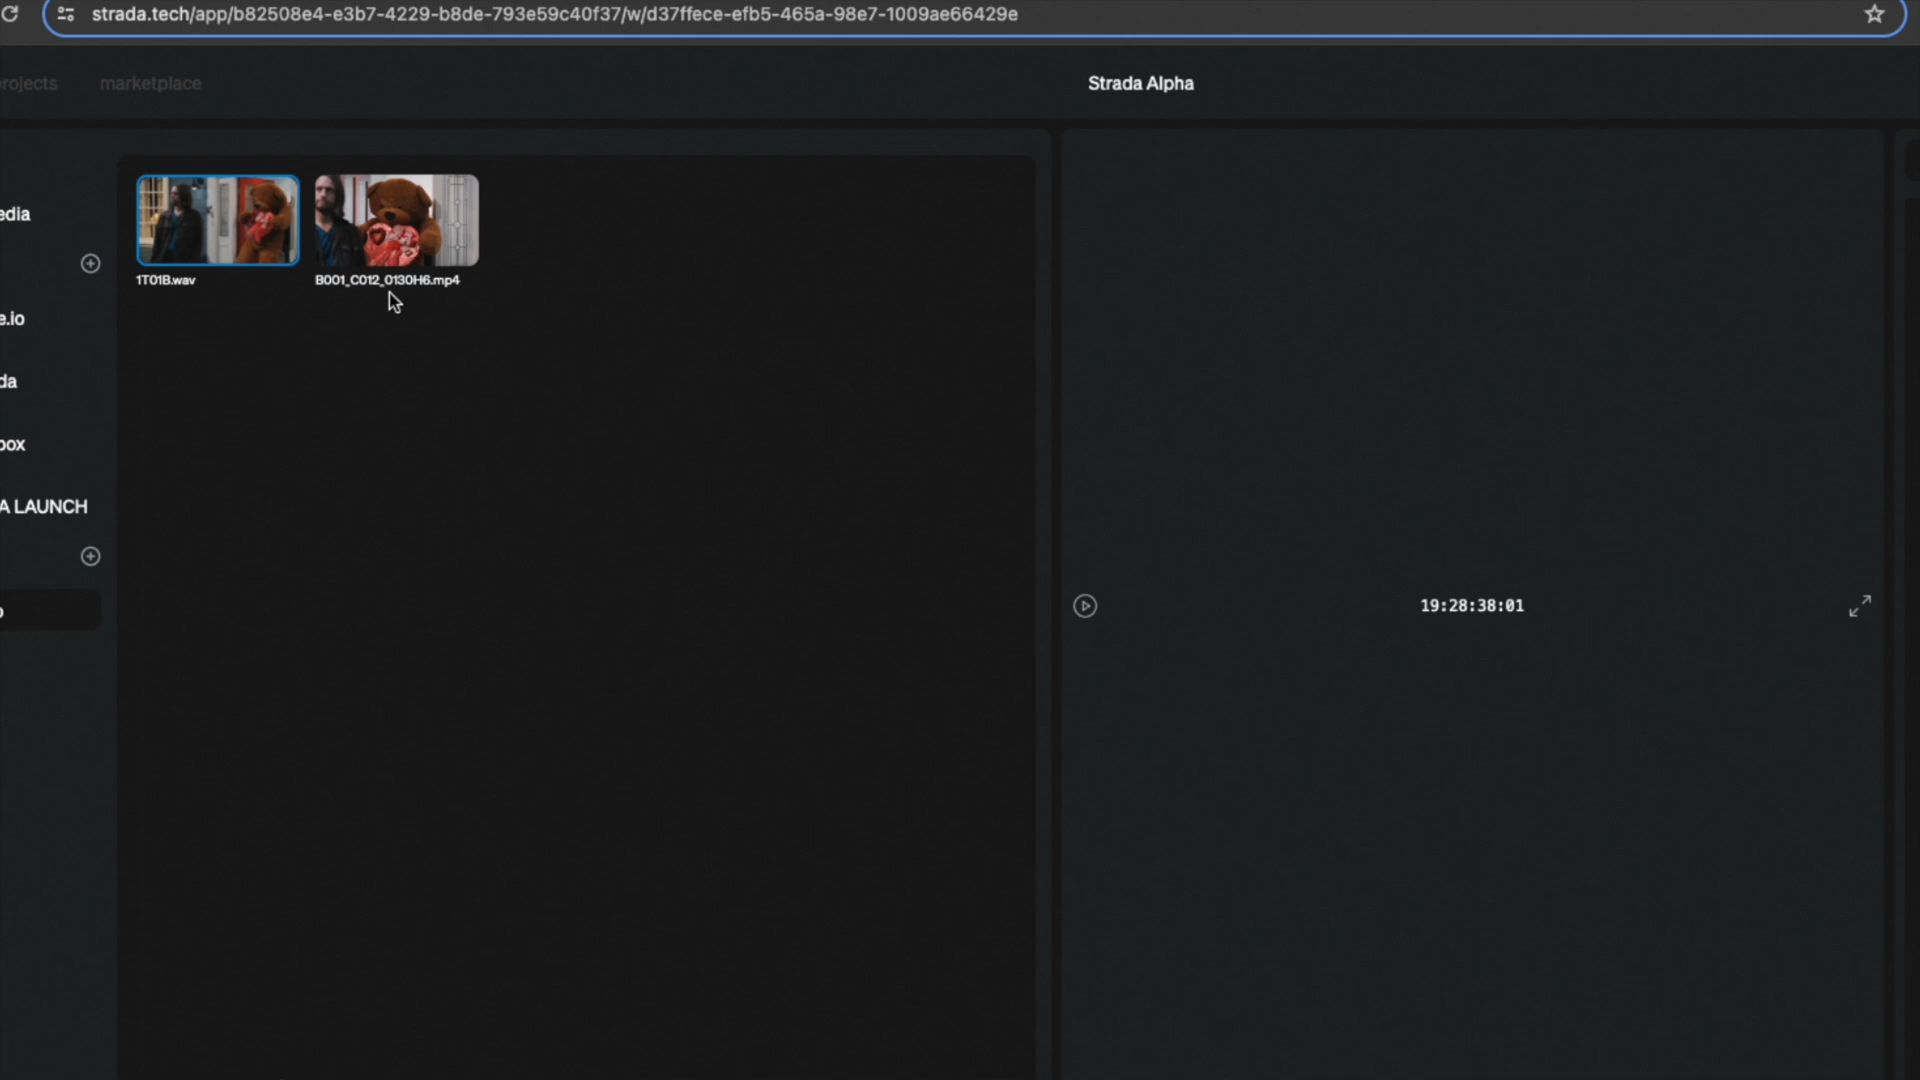 strada.tech/app/b82508e4-e3b7-4229-b8de-793e59c40f37/w/d37ffece-efb5-465a-98e7-1009ae66429e
rojects
marketplace
Strada Alpha
edia
1T01B.wav
B001_C012_0130H6.mp4
e.io
da
box
A LAUNCH
19:28:38:01